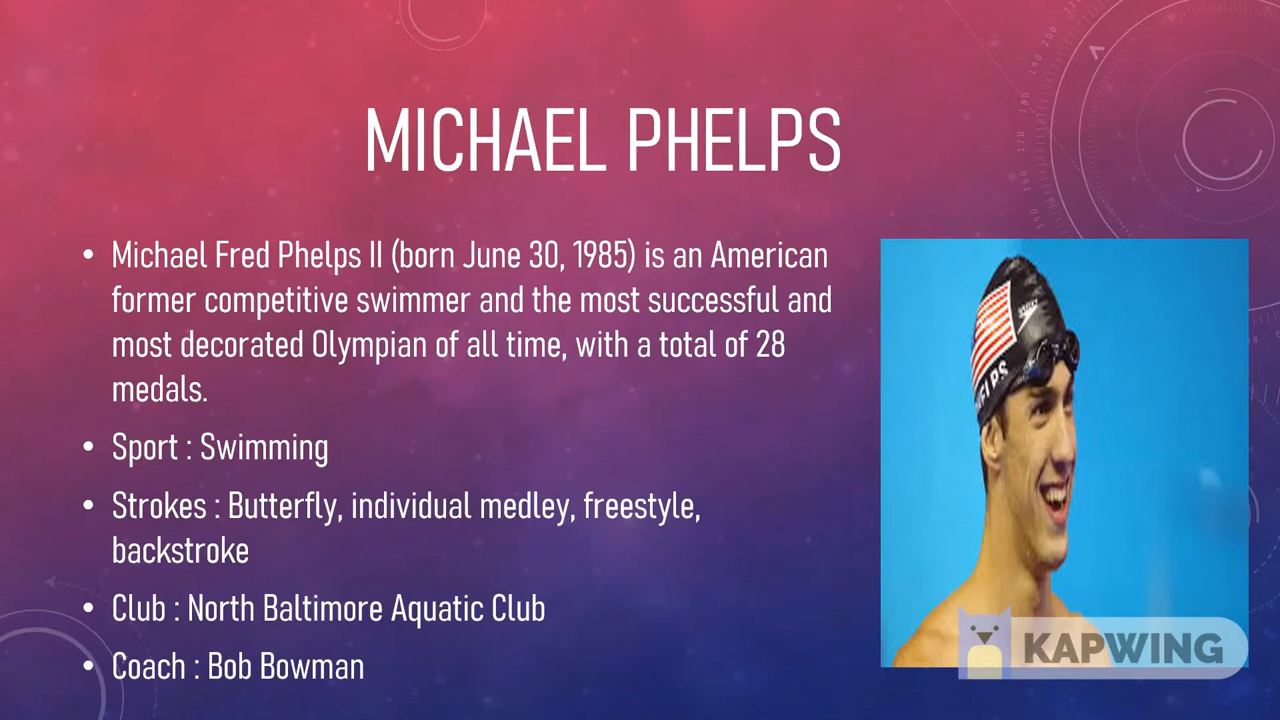 MICHAEL PHELPS
• Michael Fred Phelps II (born June 30, 1985) is an American
former competitive swimmer and the most successful and
most decorated Olympian of all time, with a total of 28
medals.
• Sport : Swimming
• Strokes : Butterfly, individual medley, freestyle,
backstroke
• Club : North Baltimore Aquatic Club
• Coach : Bob Bowman
KAPWING